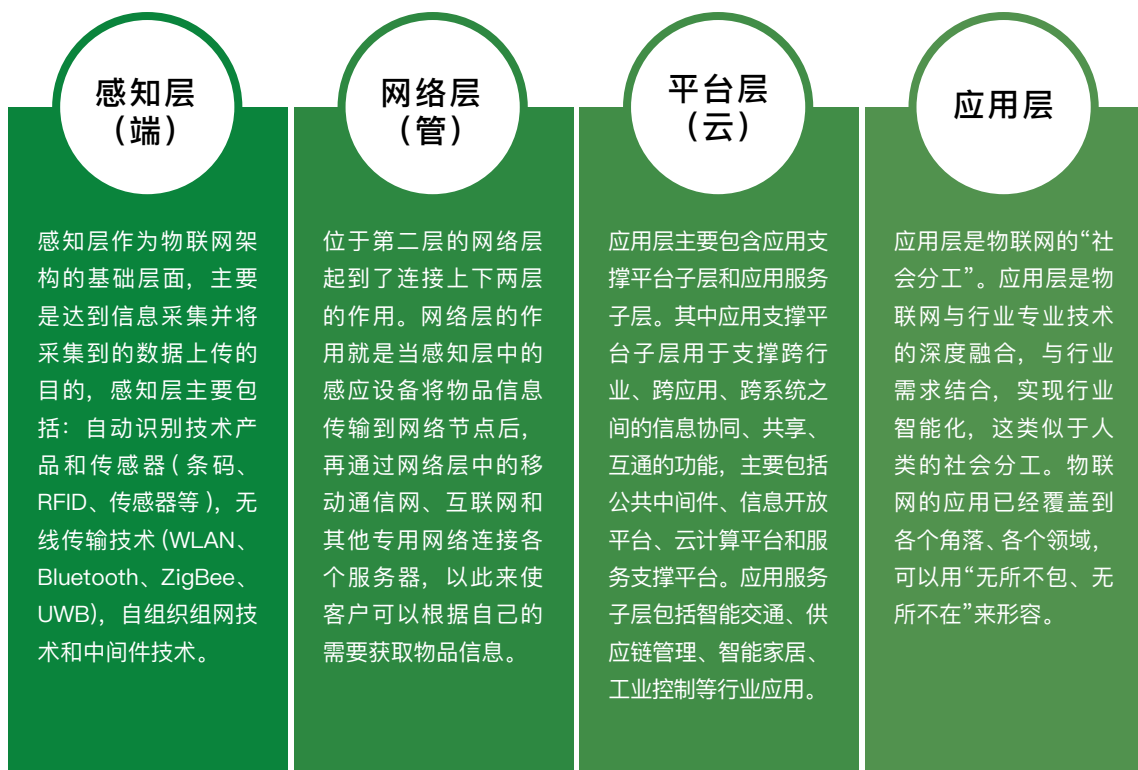 感知层
（端）
感知层作为物联网架
构的基础层面，主要
是达到信息采集并将
采集到的数据上传的
目的，感知层主要包
括：自动识别技术产
品和传感器（条码、
RFID、传感器等），无
线传输技术 (WLAN、
Bluetooth、ZigBee、
UWB)，自组织组网技
术和中间件技术。
网络层
（管）
位于第二层的网络层
起到了连接上下两层
的作用。网络层的作
用就是当感知层中的
感应设备将物品信息
传输到网络节点后，
再通过网络层中的移
动通信网、互联网和
其他专用网络连接各
个服务器，以此来使
客户可以根据自己的
需要获取物品信息。
平台层
（云）
应用层主要包含应用支
撑平台子层和应用服务
子层。其中应用支撑平
台子层用于支撑跨行
业、跨应用、跨系统之
间的信息协同、共享、
互通的功能，主要包括
公共中间件、信息开放
平台、云计算平台和服
务支撑平台。应用服务
子层包括智能交通、供
应链管理、智能家居、
工业控制等行业应用。
应用层
应用层是物联网的“社
会分工”。应用层是物
联网与行业专业技术
的深度融合，与行业
需求结合，实现行业
智能化，这类似于人
类的社会分工。物联
网的应用已经覆盖到
各个角落、各个领域，
可以用“无所不包、无
所不在”来形容。